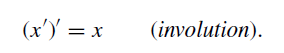 (x′)′ = x (involution).